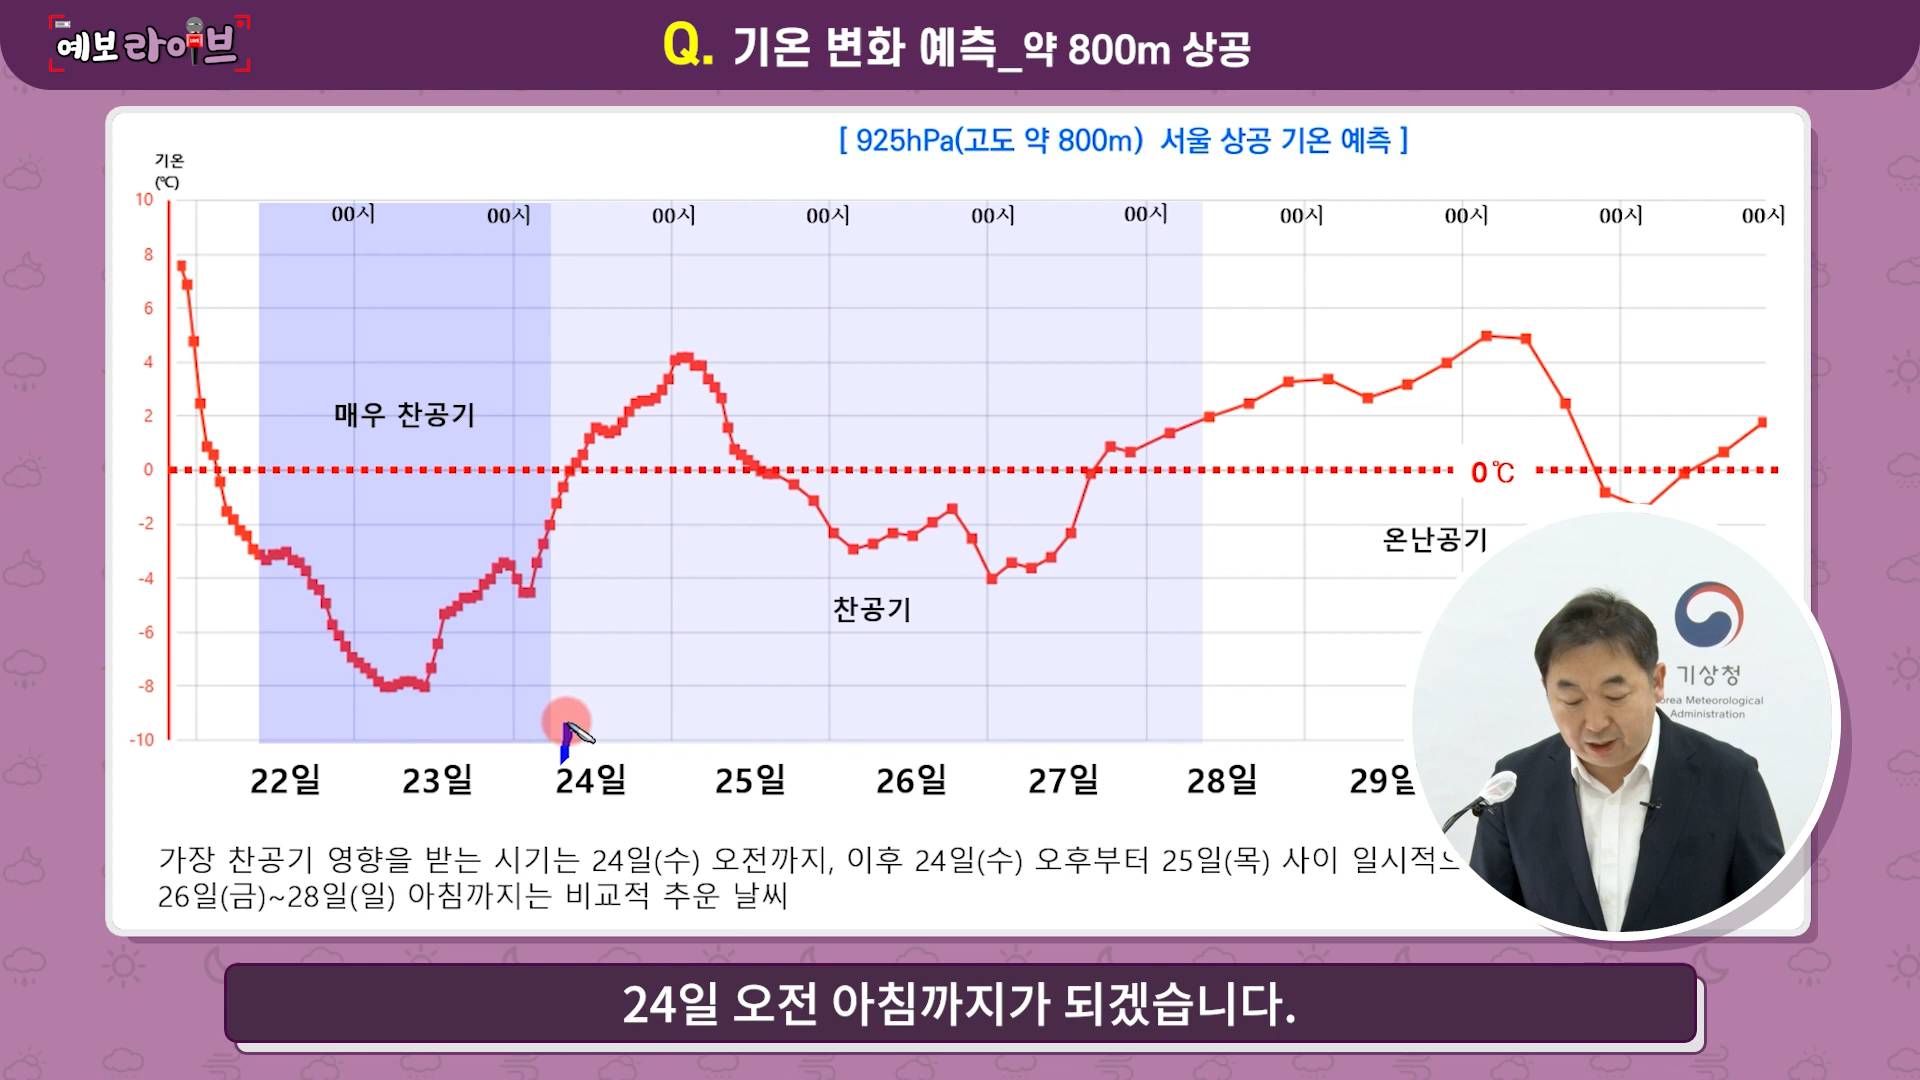 예보 라이브
LIVE
Q. 기온 변화 예측_약 800m 상공
[ 925hPa(고도 약 800m) 서울 상공 기온 예측 ]
기온
(℃)
00시 00시 00시 00시 00시 00시 00시 00시 00시 00시
10
8
6
4
2
0
-2
-4
-6
-8
-10
매우 찬공기
0℃
온난공기
찬공기
기상청
Korea Meteorological
Administration
22일 23일 24일 25일 26일 27일 28일 29일
가장 찬공기 영향을 받는 시기는 24일(수) 오전까지, 이후 24일(수) 오후부터 25일(목) 사이 일시적으
26일(금)~28일(일) 아침까지는 비교적 추운 날씨
24일 오전 아침까지가 되겠습니다.